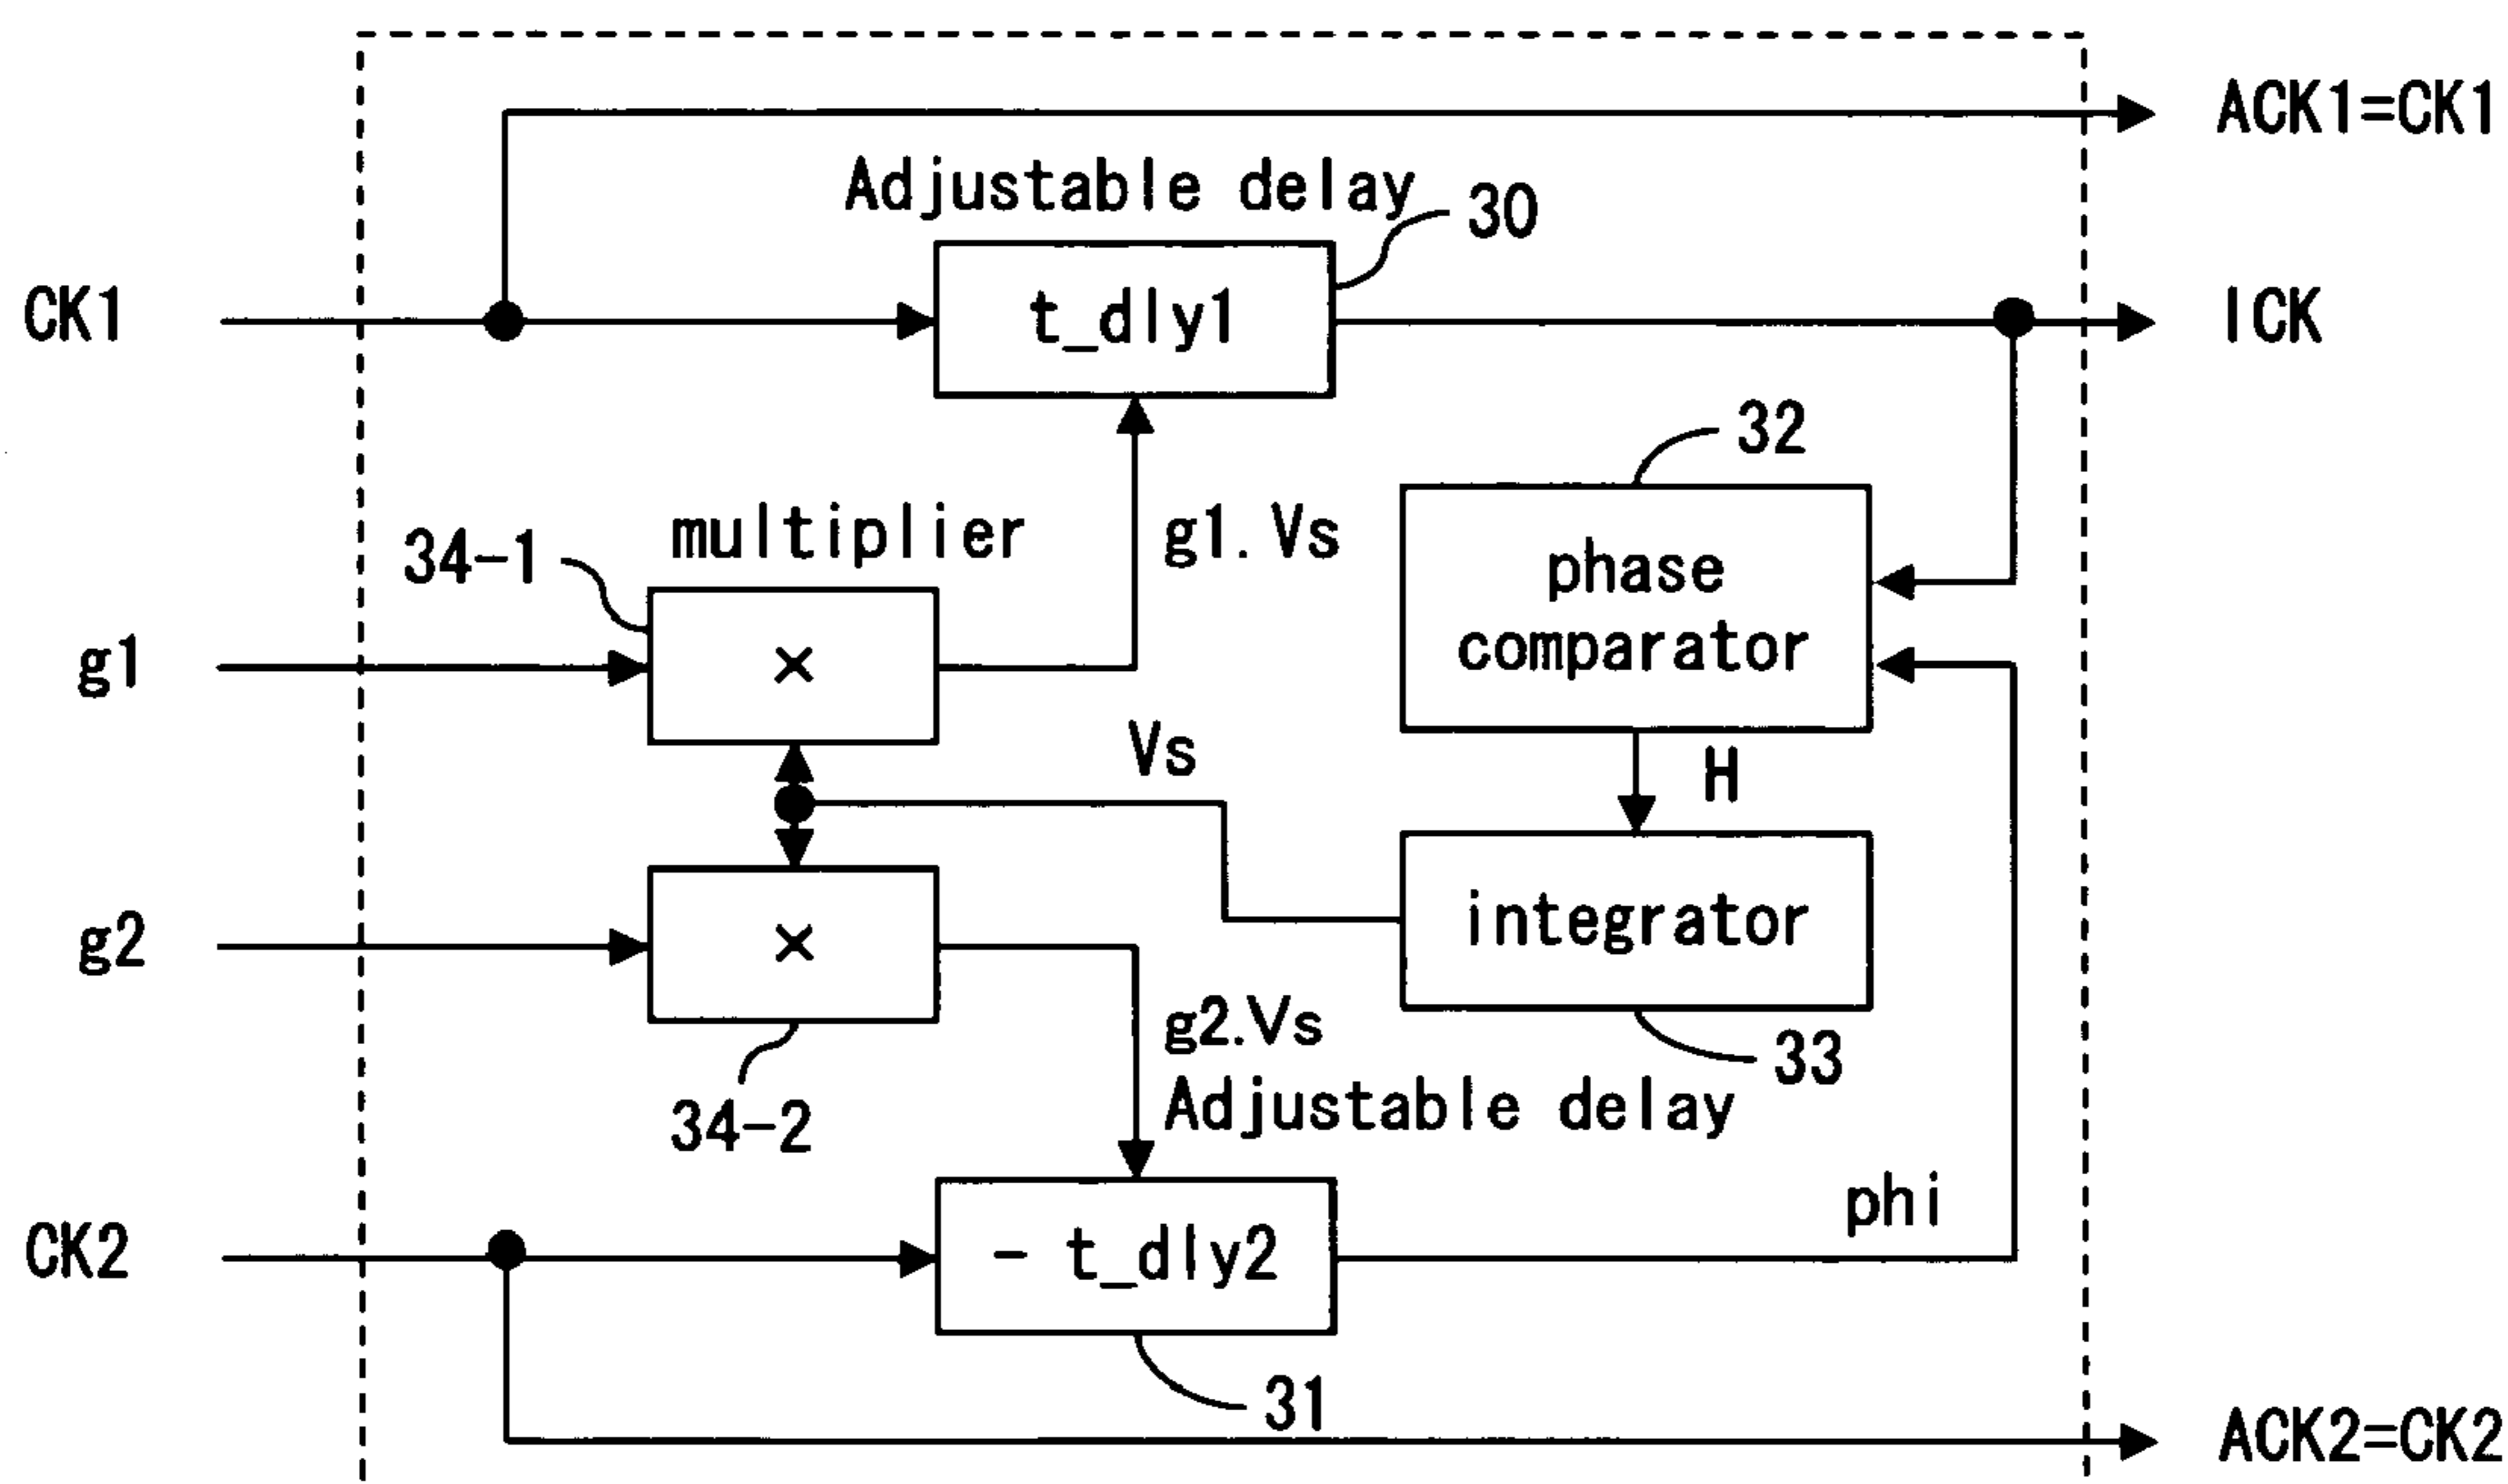 ACK1=CK1
Adjustable delay
30
CK1
t_dly1
ICK
32
34-1
multiplier
g1.Vs
phase
comparator
g1
×
Vs
H
g2
×
integrator
g2.Vs
33
34-2
Adjustable delay
phi
CK2
- t_dly2
31
ACK2=CK2